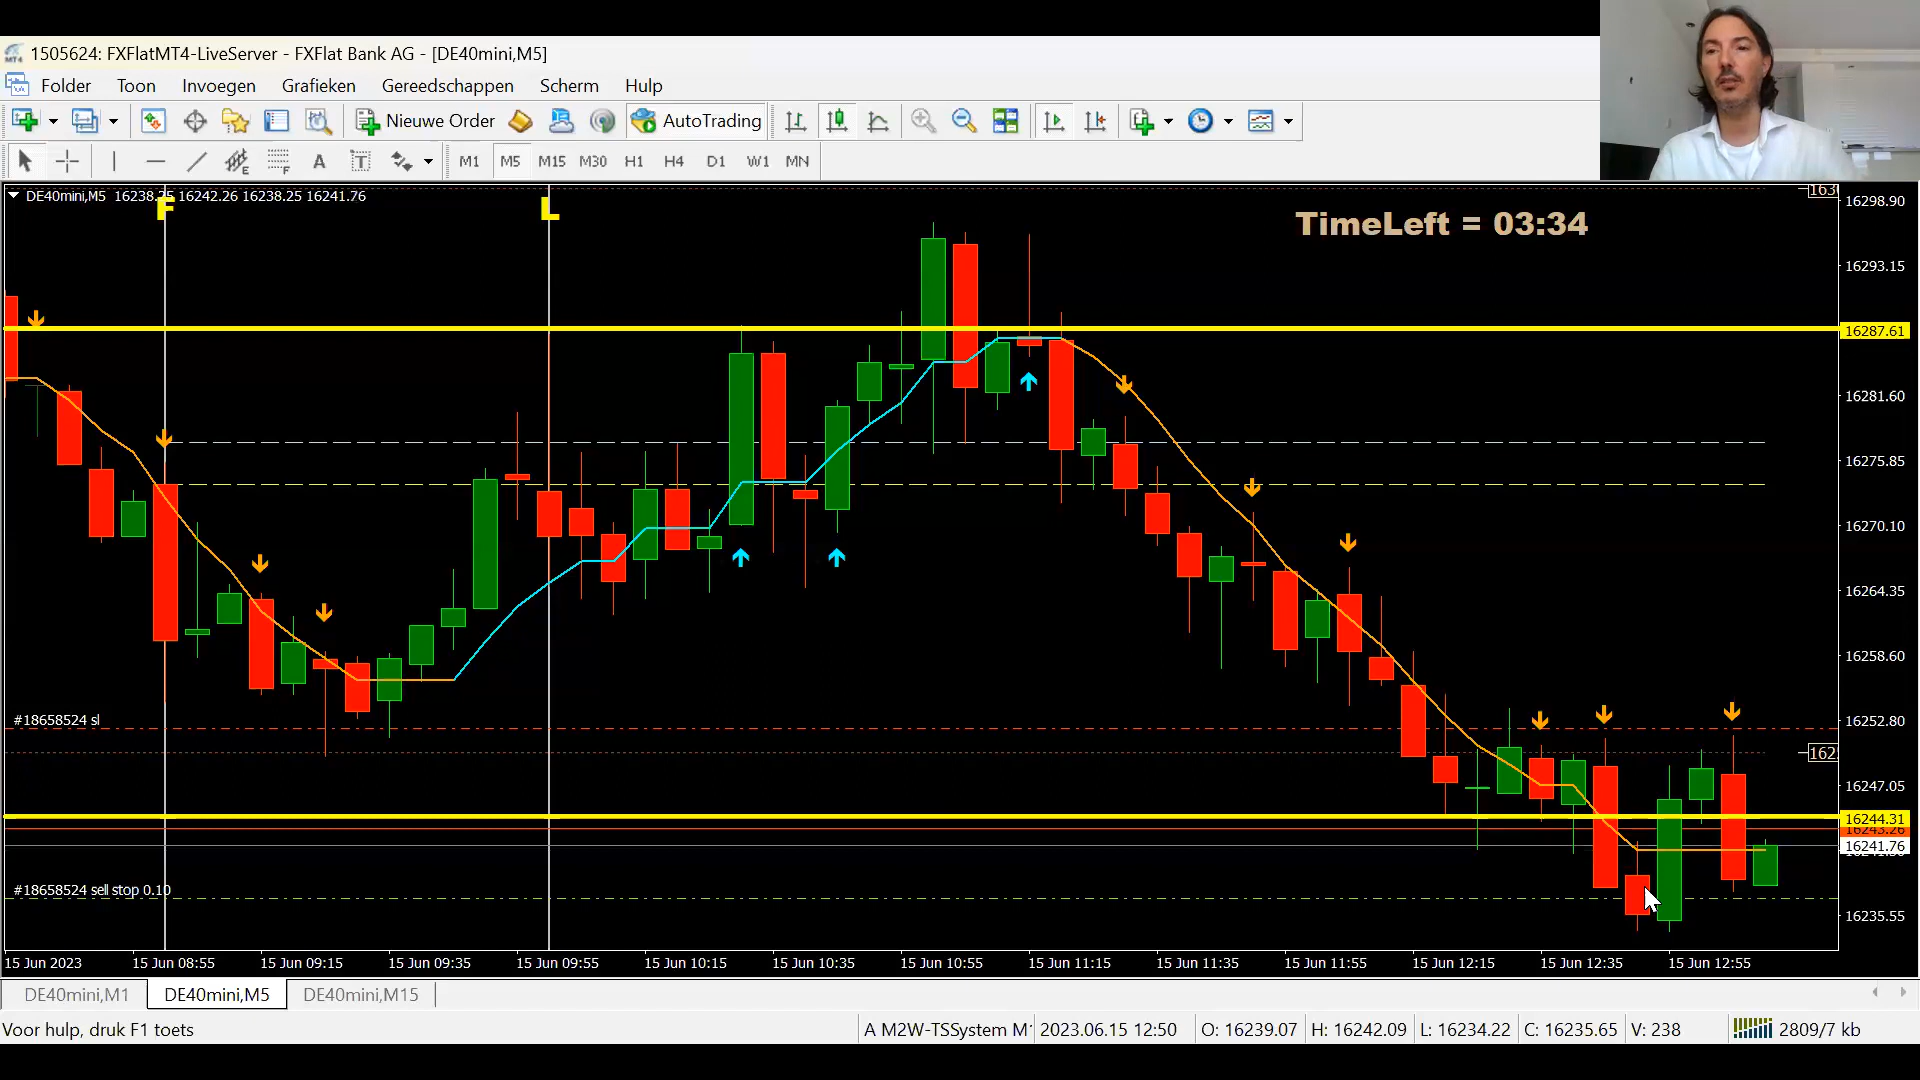 1505624: FXFlatMT4-LiveServer - FXFlat Bank AG - [DE40mini,M5]
Folder Toon Invoegen Grafieken Gereedschappen Scherm Hulp
Nieuwe Order AutoTrading
M1 M5 M15 M30 H1 H4 D1 W1 MN
DE40mini,M5 16238.25 16242.26 16238.25 16241.76
F
L
TimeLeft = 03:34
16298.90
16293.15
16287.61
16281.60
16275.85
16270.10
16264.35
16258.60
#18658524 sl
16252.80
16247.05
16244.31
16243.26
16241.76
#18658524 sell stop 0.10
16235.55
15 Jun 2023 15 Jun 08:55 15 Jun 09:15 15 Jun 09:35 15 Jun 09:55 15 Jun 10:15 15 Jun 10:35 15 Jun 10:55 15 Jun 11:15 15 Jun 11:35 15 Jun 11:55 15 Jun 12:15 15 Jun 12:35 15 Jun 12:55
DE40mini,M1 DE40mini,M5 DE40mini,M15
Voor hulp, druk F1 toets A M2W-TSSystem M 2023.06.15 12:50 O: 16239.07 H: 16242.09 L: 16234.22 C: 16235.65 V: 238 2809/7 kb